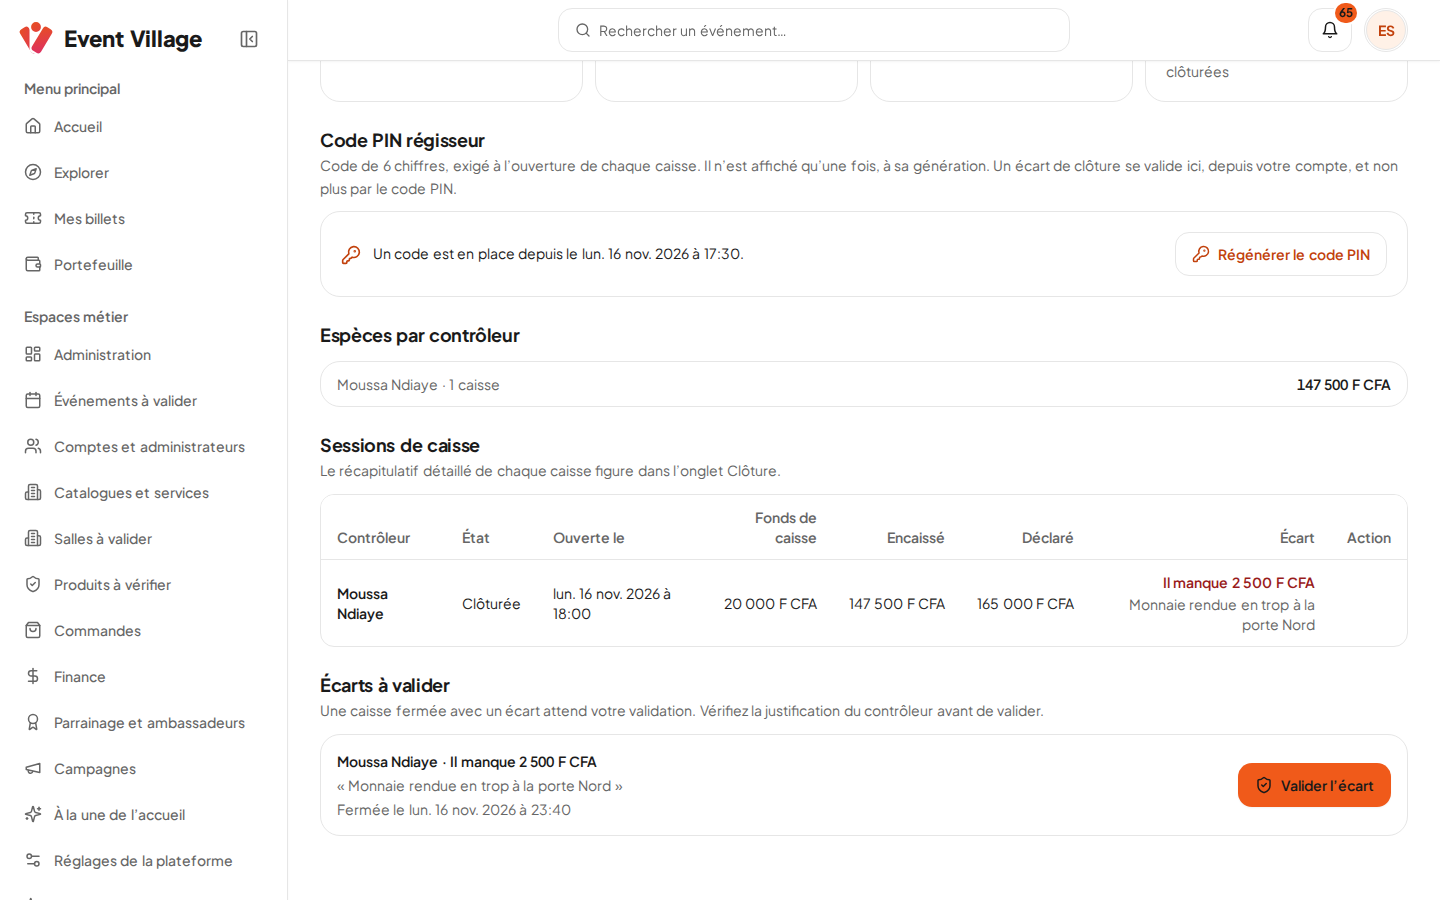 Event Village
Rechercher un événement...
65
ES
Menu principal
Accueil
Explorer
Mes billets
Portefeuille
Espaces métier
Administration
Événements à valider
Comptes et administrateurs
Catalogues et services
Salles à valider
Produits à vérifier
Commandes
Finance
Parrainage et ambassadeurs
Campagnes
À la une de l'accueil
Réglages de la plateforme
clôturées
Code PIN régisseur
Code de 6 chiffres, exigé à l'ouverture de chaque caisse. Il n'est affiché qu'une fois, à sa génération. Un écart de clôture se valide ici, depuis votre compte, et non
plus par le code PIN.
Un code est en place depuis le lun. 16 nov. 2026 à 17:30.
Régénérer le code PIN
Espèces par contrôleur
Moussa Ndiaye · 1 caisse
147 500 F CFA
Sessions de caisse
Le récapitulatif détaillé de chaque caisse figure dans l'onglet Clôture.
Contrôleur
État
Ouverte le
Fonds de
caisse
Encaissé
Déclaré
Écart
Action
Moussa
Ndiaye
Clôturée
lun. 16 nov. 2026 à
18:00
20 000 F CFA
147 500 F CFA
165 000 F CFA
Il manque 2 500 F CFA
Monnaie rendue en trop à la
porte Nord
Écarts à valider
Une caisse fermée avec un écart attend votre validation. Vérifiez la justification du contrôleur avant de valider.
Moussa Ndiaye · Il manque 2 500 F CFA
« Monnaie rendue en trop à la porte Nord »
Fermée le lun. 16 nov. 2026 à 23:40
Valider l'écart